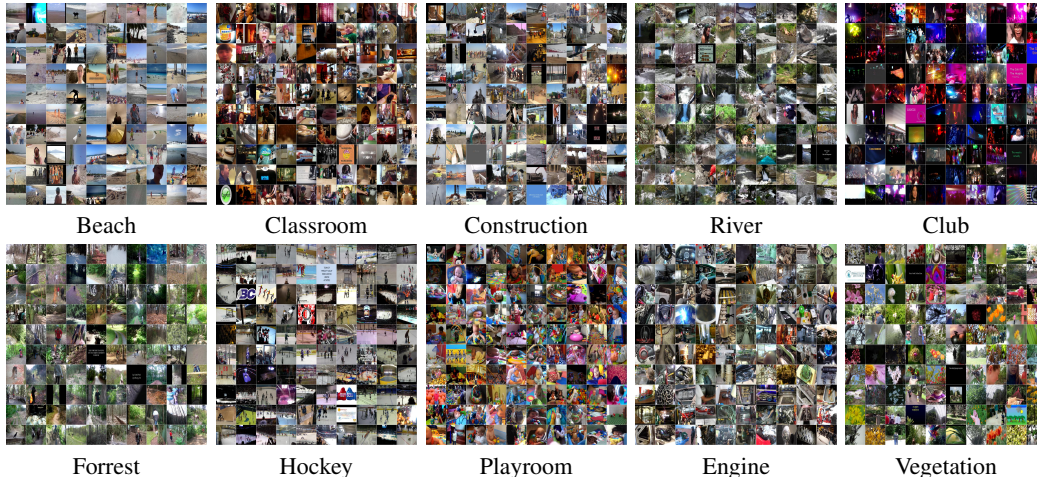 Beach
Classroom
Construction
River
Club
Forrest
Hockey
Playroom
Engine
Vegetation